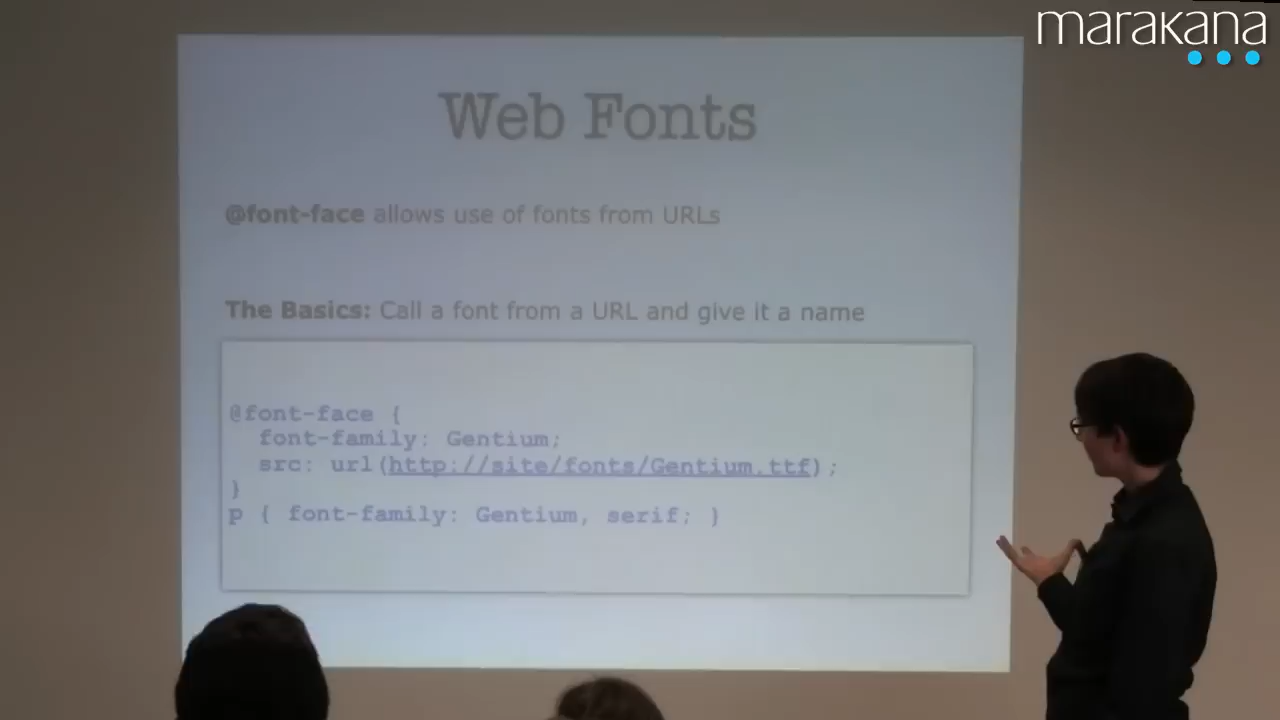 marakana
Web Fonts
@font-face allows use of fonts from URLs
The Basics: Call a font from a URL and give it a name
@font-face {
font-family: Gentium;
src: url(http://site/fonts/Gentium.ttf);
}
p { font-family: Gentium, serif; }